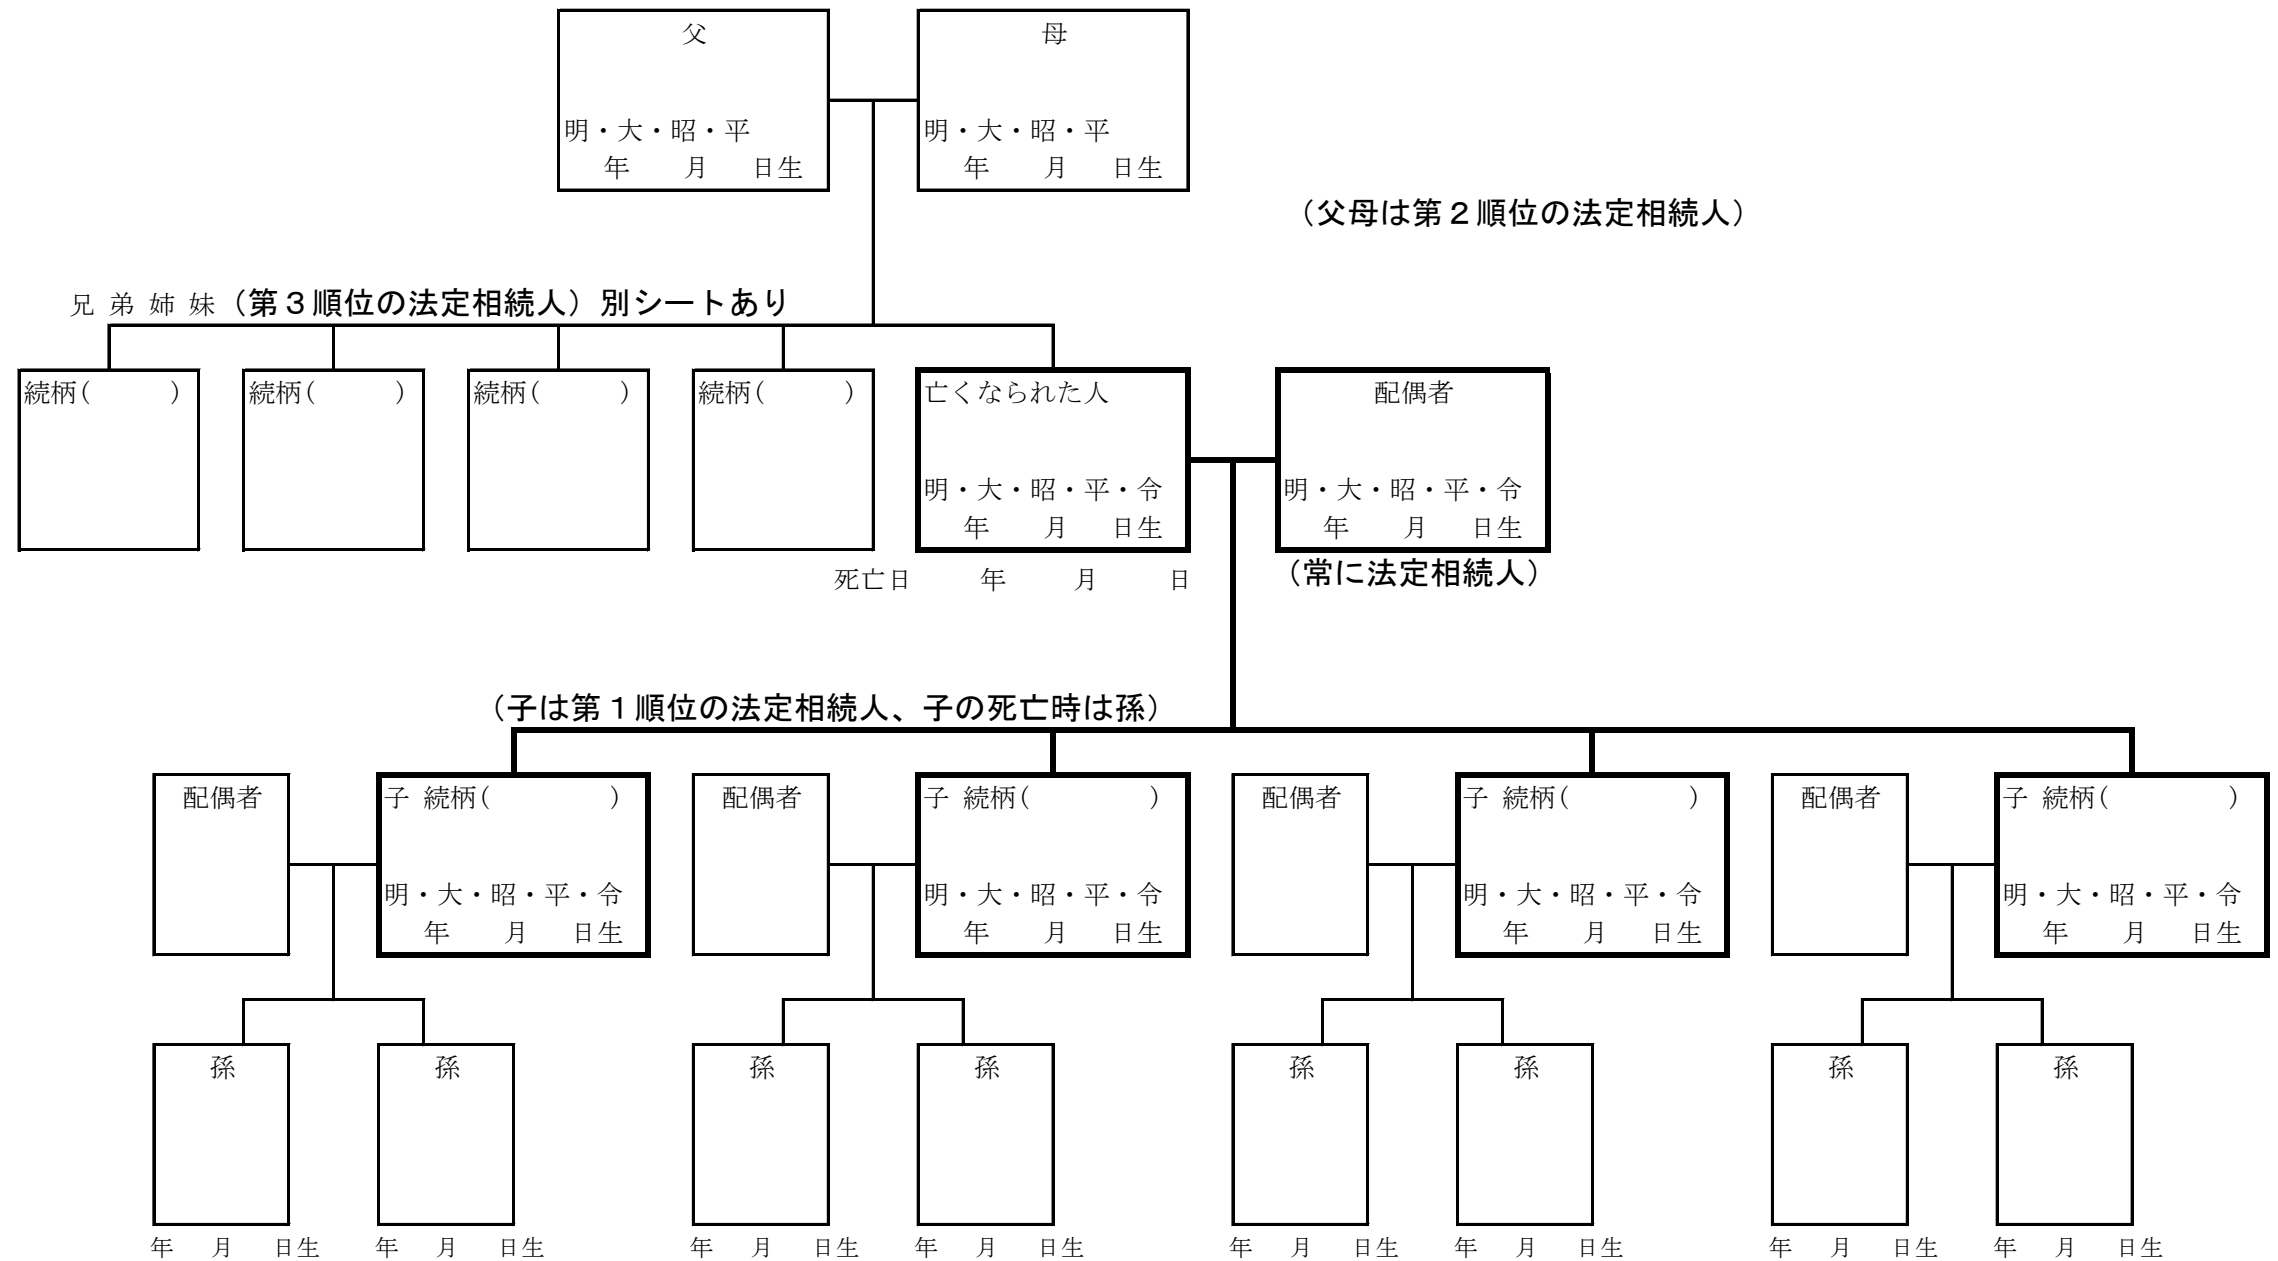 父
母
明・大・昭・平
明・大・昭・平
年 月 日生
年 月 日生
（父母は第２順位の法定相続人）
兄 弟 姉 妹（第３順位の法定相続人）別シートあり
続柄( )
続柄( )
続柄( )
続柄( )
亡くなられた人
配偶者
明・大・昭・平・令
明・大・昭・平・令
年 月 日生
年 月 日生
死亡日 年 月 日
（常に法定相続人）
（子は第１順位の法定相続人、子の死亡時は孫）
配偶者
子 続柄( )
配偶者
子 続柄( )
配偶者
子 続柄( )
配偶者
子 続柄( )
明・大・昭・平・令
明・大・昭・平・令
明・大・昭・平・令
明・大・昭・平・令
年 月 日生
年 月 日生
年 月 日生
年 月 日生
孫
孫
孫
孫
孫
孫
孫
孫
年 月 日生
年 月 日生
年 月 日生
年 月 日生
年 月 日生
年 月 日生
年 月 日生
年 月 日生